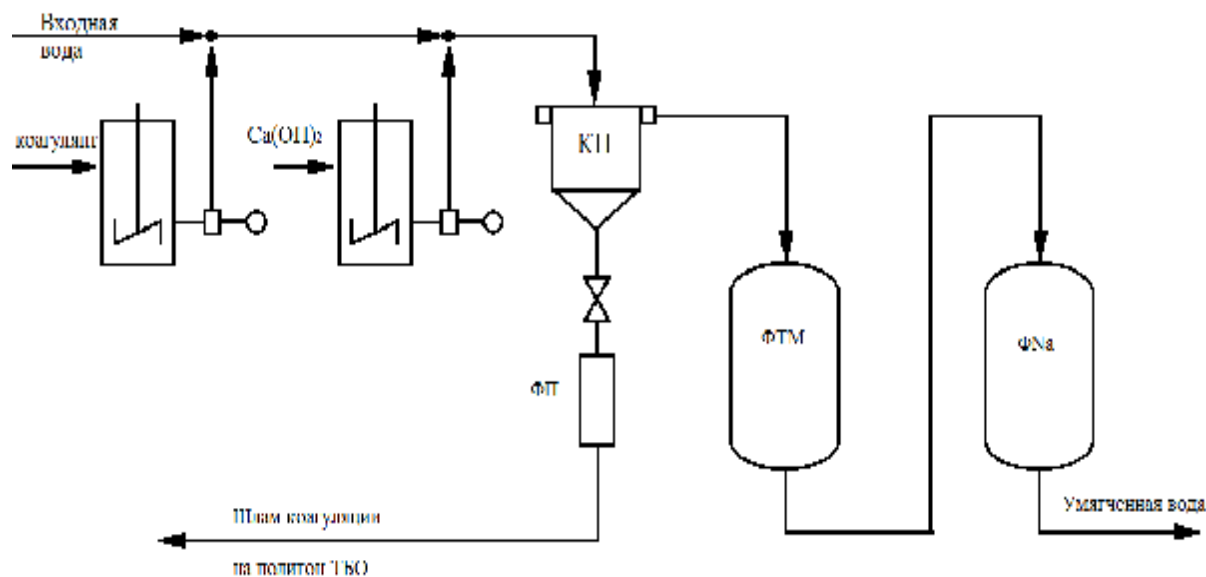 Входная
вода
коагулянт
Ca(OH)₂
КП
ФТМ
ФNa
ФП
Умягченная вода
Шлам коагуляции
на полигон ТБО